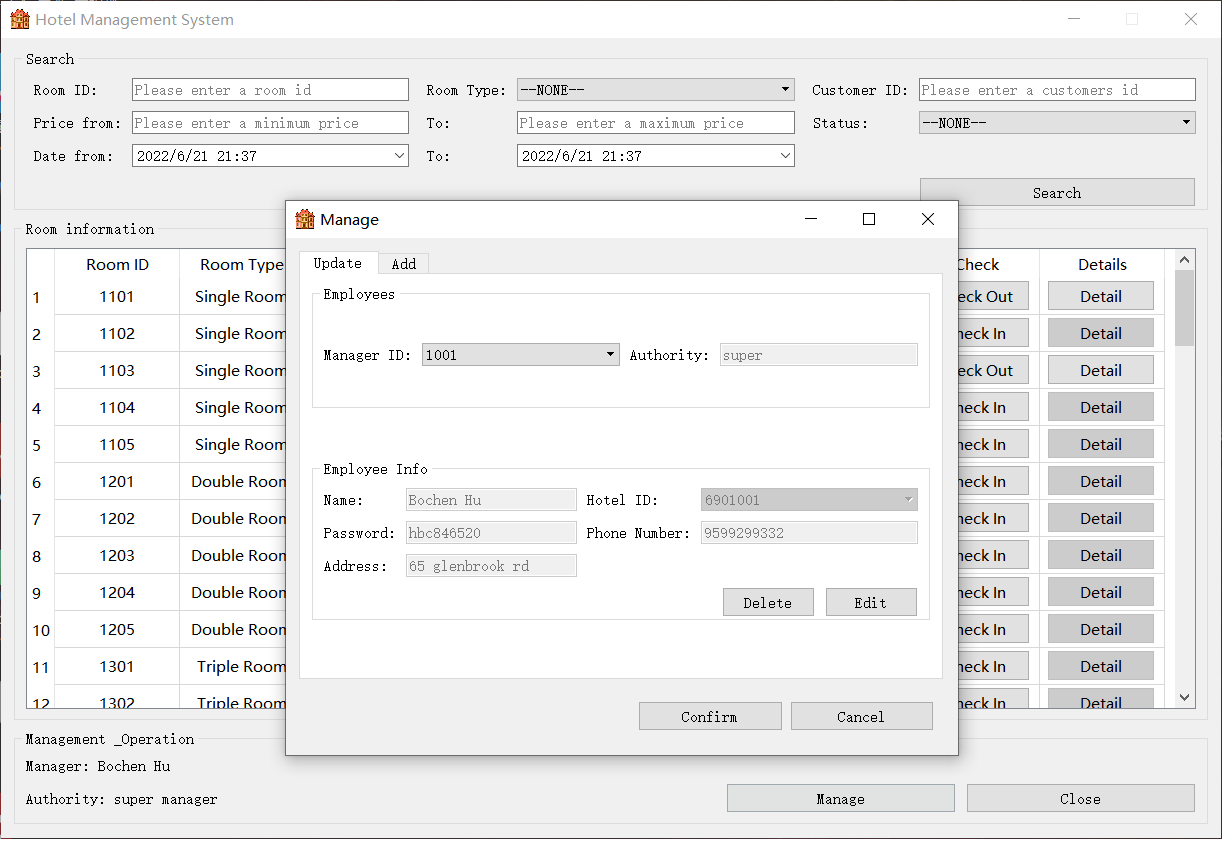 Hotel Management System
Search
Room ID: Please enter a room id Room Type: --NONE-- Customer ID: Please enter a customers id
Price from: Please enter a minimum price To: Please enter a maximum price Status: --NONE--
Date from: 2022/6/21 21:37 To: 2022/6/21 21:37
Search
Room information
Room ID Room Type Check Details
1 1101 Single Room eck Out Detail
2 1102 Single Room heck In Detail
3 1103 Single Room eck Out Detail
4 1104 Single Room heck In Detail
5 1105 Single Room heck In Detail
6 1201 Double Room heck In Detail
7 1202 Double Room heck In Detail
8 1203 Double Room heck In Detail
9 1204 Double Room heck In Detail
10 1205 Double Room heck In Detail
11 1301 Triple Room heck In Detail
12 1302 Triple Room heck In Detail
Manage
Update Add
Employees
Manager ID: 1001 Authority: super
Employee Info
Name: Bochen Hu Hotel ID: 6901001
Password: hbc846520 Phone Number: 9599299332
Address: 65 glenbrook rd
Delete Edit
Confirm Cancel
Management _Operation
Manager: Bochen Hu
Authority: super manager
Manage Close